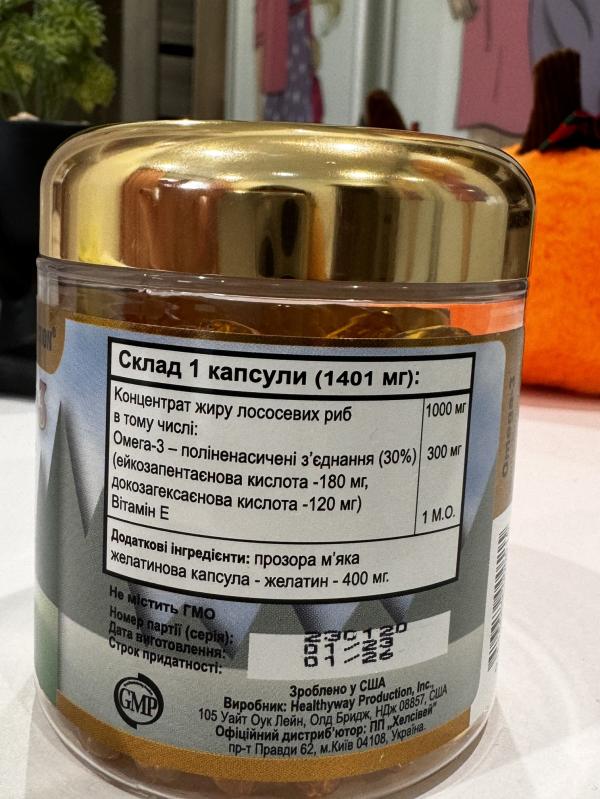 Склад 1 капсули (1401 мг):
Концентрат жиру лососевих риб 1000 мг
в тому числі:
Омега-3 – поліненасичені з’єднання (30%) 300 мг
(ейкозапентаєнова кислота -180 мг,
докозагексаєнова кислота -120 мг)
Вітамін Е 1 М.О.
Додаткові інгредієнти: прозора м’яка
желатинова капсула - желатин - 400 мг.
Не містить ГМО
Номер партії (серія): 23C12D
Дата виготовлення: 01-23
Строк придатності: 01-26
GMP
Зроблено у США
Виробник: Healthyway Production, Inc.,
105 Уайт Оук Лейн, Олд Бридж, НДж 08857, США
Офіційний дистриб’ютор: ПП „Хелсівей”
пр-т Правди 62, м.Київ 04108, Україна.
Omega-3